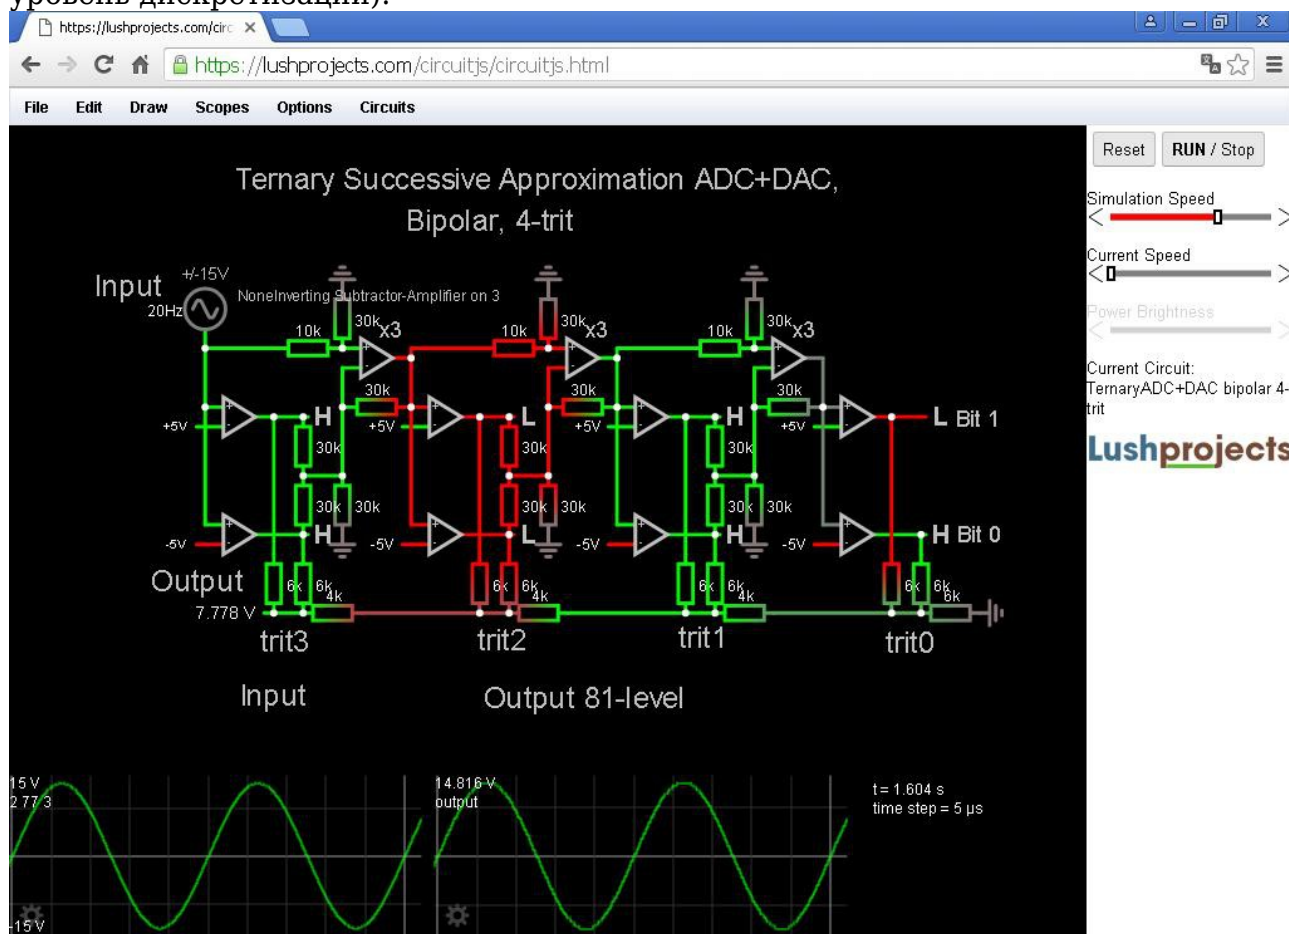 уровень дискретизации).
https://lushprojects.com/circ
https://lushprojects.com/circuitjs/circuitjs.html
File Edit Draw Scopes Options Circuits
Reset RUN / Stop
Simulation Speed
Current Speed
Power Brightness
Current Circuit:
TernaryADC+DAC bipolar 4-
trit
Lushprojects
Ternary Successive Approximation ADC+DAC,
Bipolar, 4-trit
Input +/-15V
20Hz
NoneInverting Subtractor-Amplifier on 3
10k 30k x3 10k 30k x3 10k 30k x3
30k 30k 30k
+5V H +5V L +5V H +5V L Bit 1
30k 30k 30k
30k 30k 30k 30k 30k 30k
-5V H -5V L -5V H -5V H Bit 0
Output
6k 6k 4k 6k 6k 4k 6k 6k 4k 6k 6k 6k
7.778 V
trit3 trit2 trit1 trit0
Input Output 81-level
15 V
2 77 3
-15 V
14.816 V
output
t = 1.604 s
time step = 5 µs